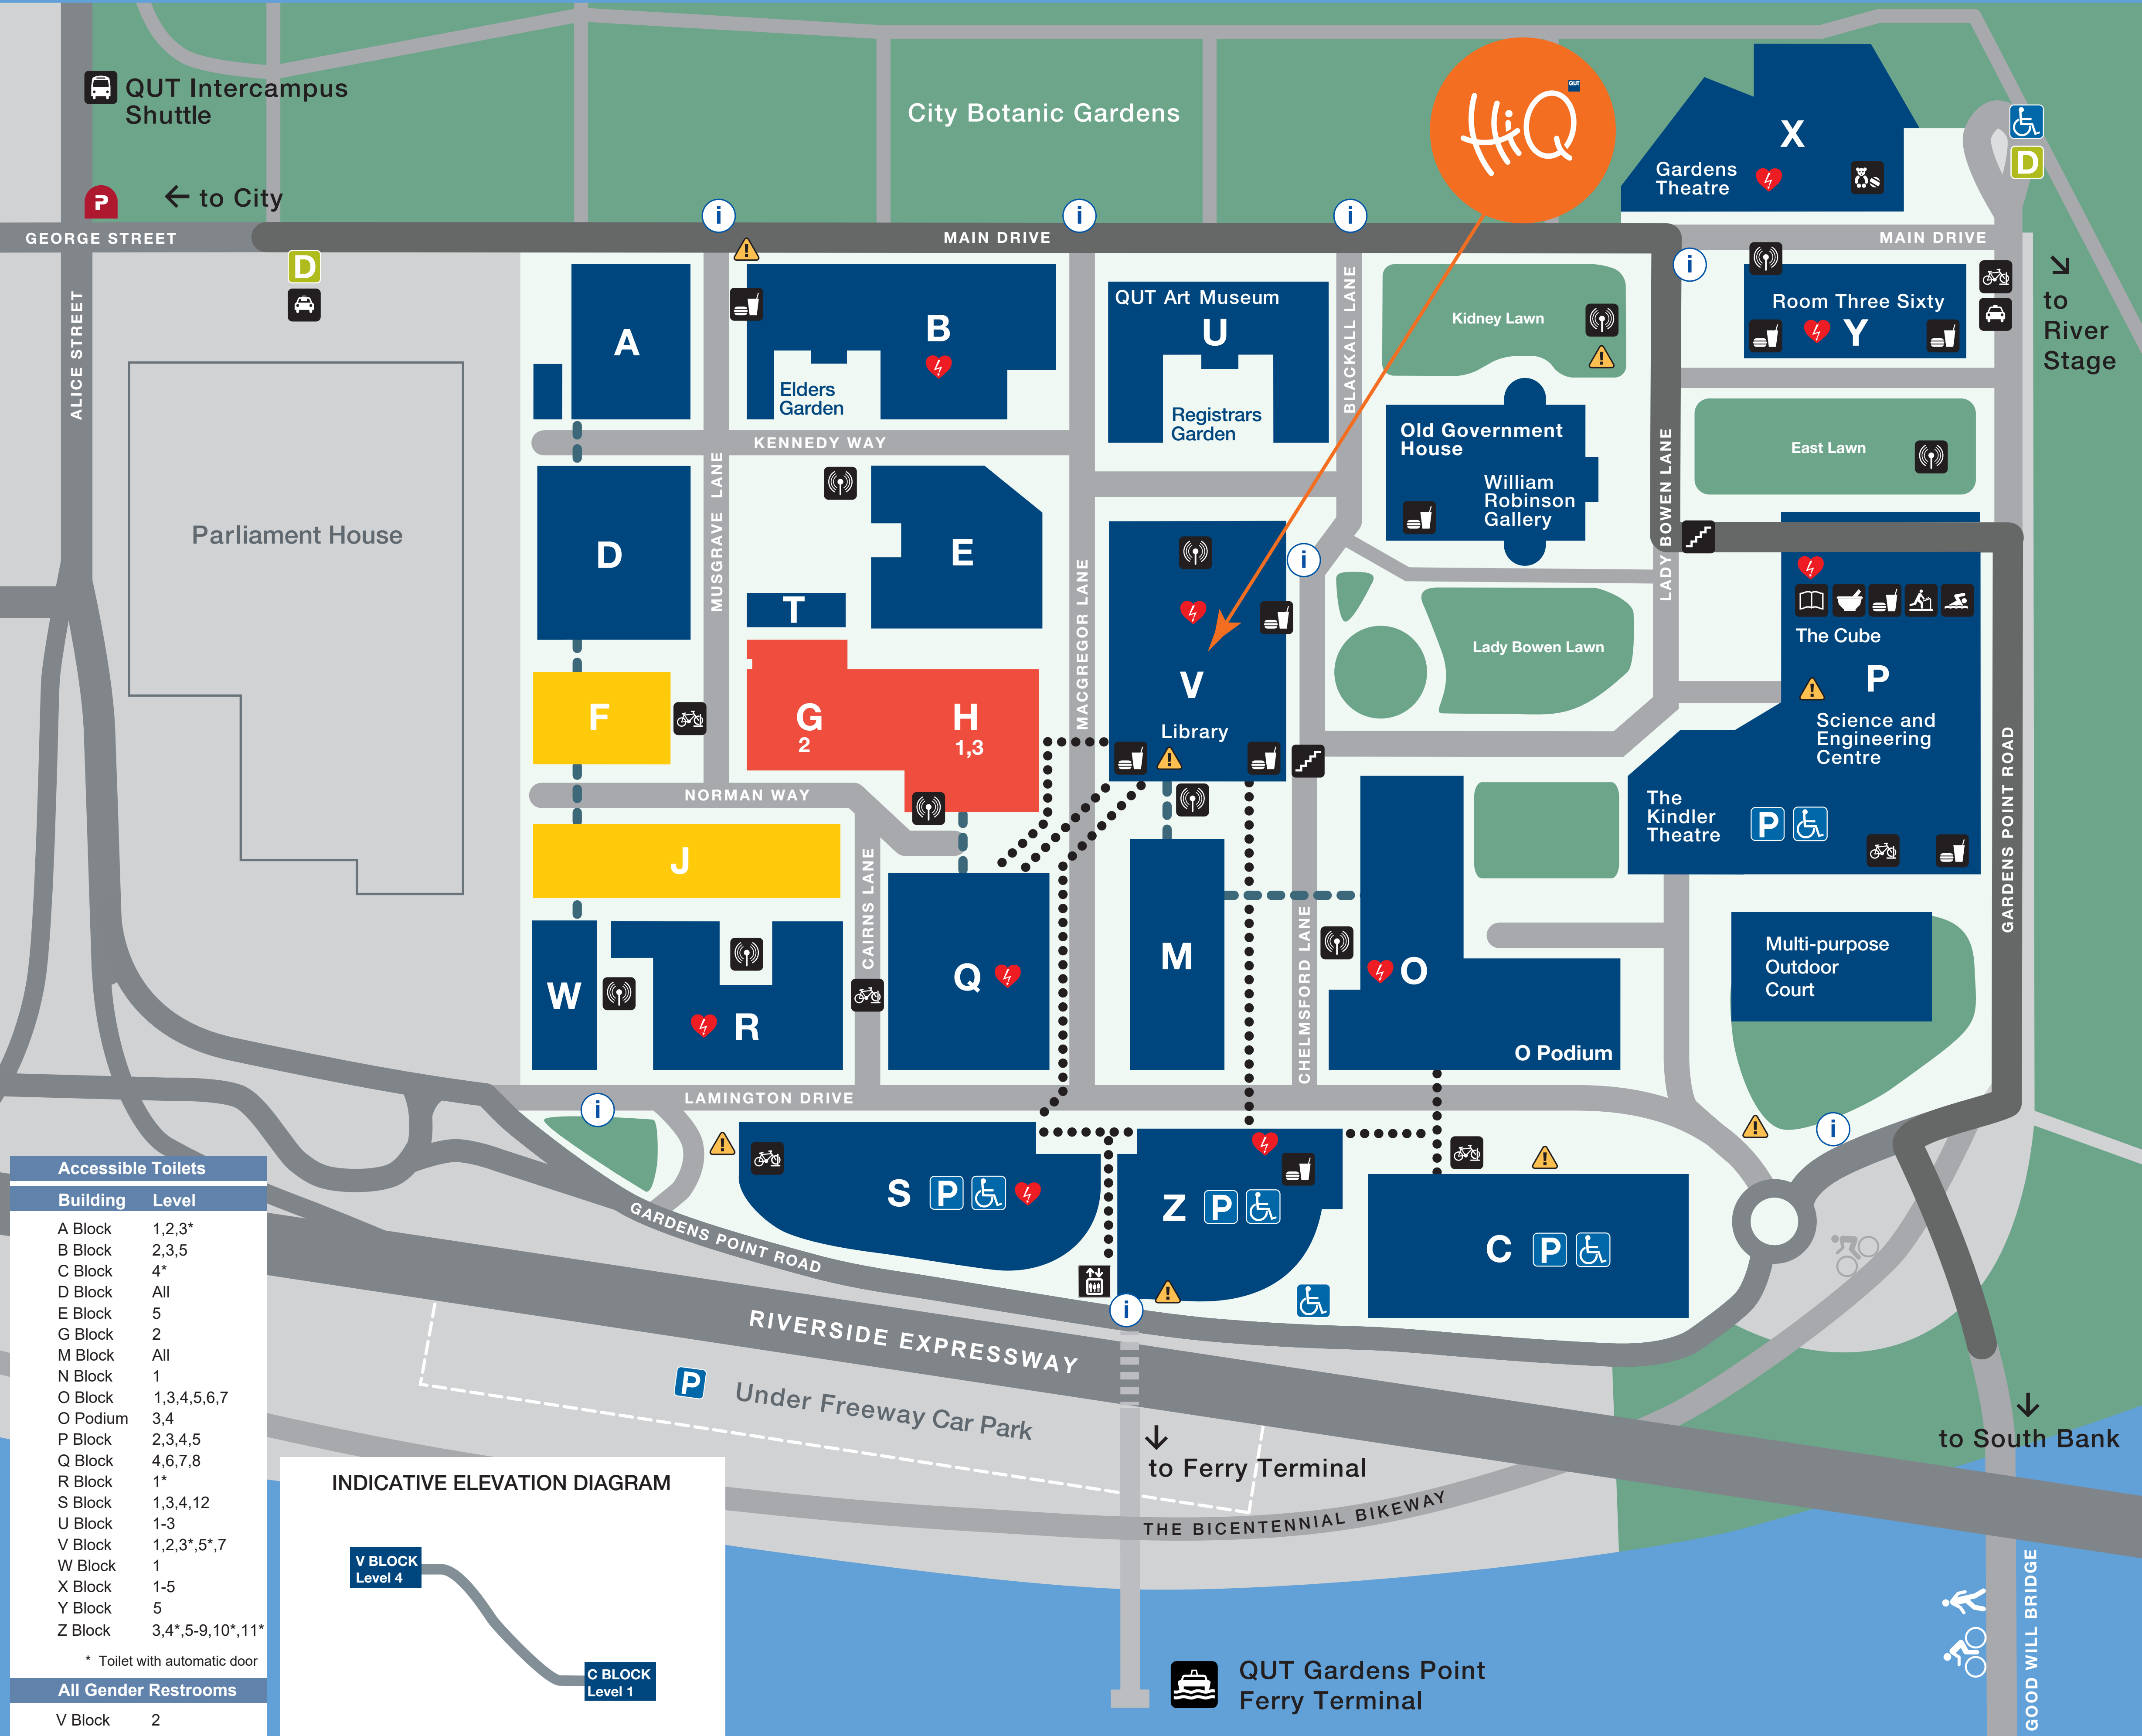 QUT Intercampus
Shuttle
P
← to City
City Botanic Gardens
QUT
HiQ
X
Gardens
Theatre
D
i
i
i
i
GEORGE STREET
MAIN DRIVE
MAIN DRIVE
ALICE STREET
D
Parliament House
A
B
Elders
Garden
QUT Art Museum
U
Registrars
Garden
BLACKALL LANE
Kidney Lawn
Room Three Sixty
Y
↘
to
River
Stage
KENNEDY WAY
MUSGRAVE LANE
Old Government
House
William
Robinson
Gallery
East Lawn
LADY BOWEN LANE
D
E
T
MACGREGOR LANE
i
V
Library
Lady Bowen Lawn
The Cube
P
Science and
Engineering
Centre
The
Kindler
Theatre
P
GARDENS POINT ROAD
F
G
2
H
1,3
NORMAN WAY
J
CAIRNS LANE
W
R
Q
M
CHELMSFORD LANE
O
O Podium
Multi-purpose
Outdoor
Court
LAMINGTON DRIVE
i
i
S P
Z P
C P
i
GARDENS POINT ROAD
RIVERSIDE EXPRESSWAY
P
Under Freeway Car Park
↓
to Ferry Terminal
THE BICENTENNIAL BIKEWAY
↓
to South Bank
GOOD WILL BRIDGE
QUT Gardens Point
Ferry Terminal
Accessible Toilets
Building Level
A Block 1,2,3*
B Block 2,3,5
C Block 4*
D Block All
E Block 5
G Block 2
M Block All
N Block 1
O Block 1,3,4,5,6,7
O Podium 3,4
P Block 2,3,4,5
Q Block 4,6,7,8
R Block 1*
S Block 1,3,4,12
U Block 1-3
V Block 1,2,3*,5*,7
W Block 1
X Block 1-5
Y Block 5
Z Block 3,4*,5-9,10*,11*
* Toilet with automatic door
All Gender Restrooms
V Block 2
INDICATIVE ELEVATION DIAGRAM
V BLOCK
Level 4
C BLOCK
Level 1